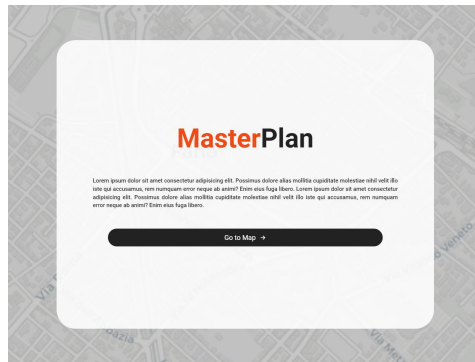 MasterPlan
Lorem ipsum dolor sit amet consectetur adipisicing elit. Possimus dolore alias mollitia cupiditate molestiae nihil velit illo
iste qui accusamus, rem numquam error neque ab animi? Enim eius fuga libero. Lorem ipsum dolor sit amet consectetur
adipisicing elit. Possimus dolore alias mollitia cupiditate molestiae nihil velit illo iste qui accusamus, rem numquam
error neque ab animi? Enim eius fuga libero.
Go to Map →